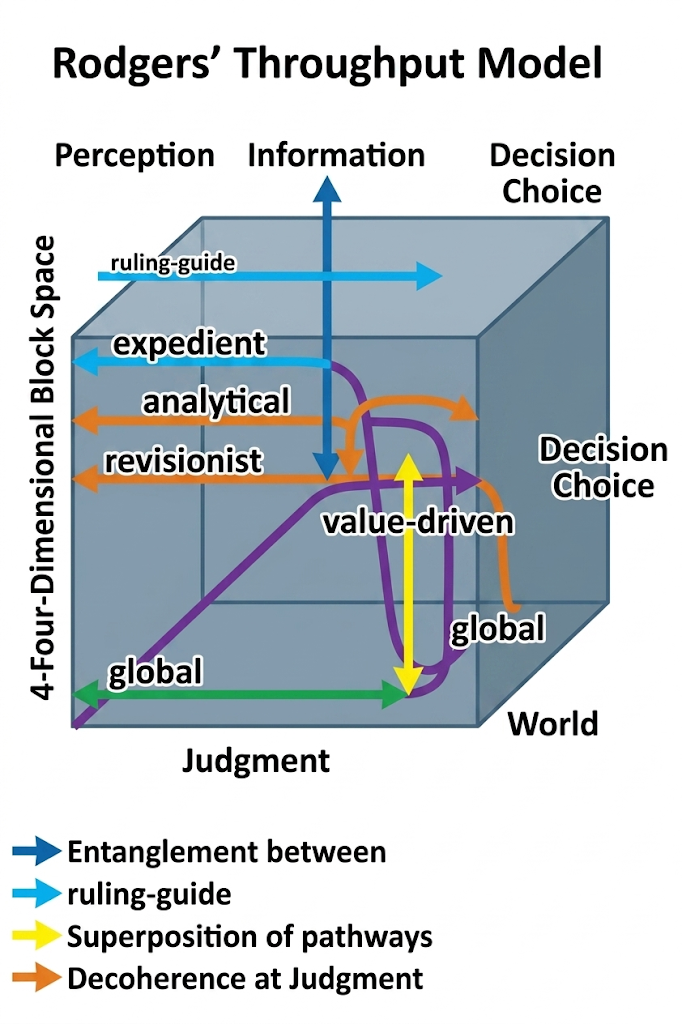 Rodgers’ Throughput Model
Perception
Information
Decision
Choice
ruling-guide
4-Four-Dimensional Block Space
expedient
analytical
revisionist
Decision
Choice
value-driven
global
global
World
Judgment
Entanglement between
ruling-guide
Superposition of pathways
Decoherence at Judgment